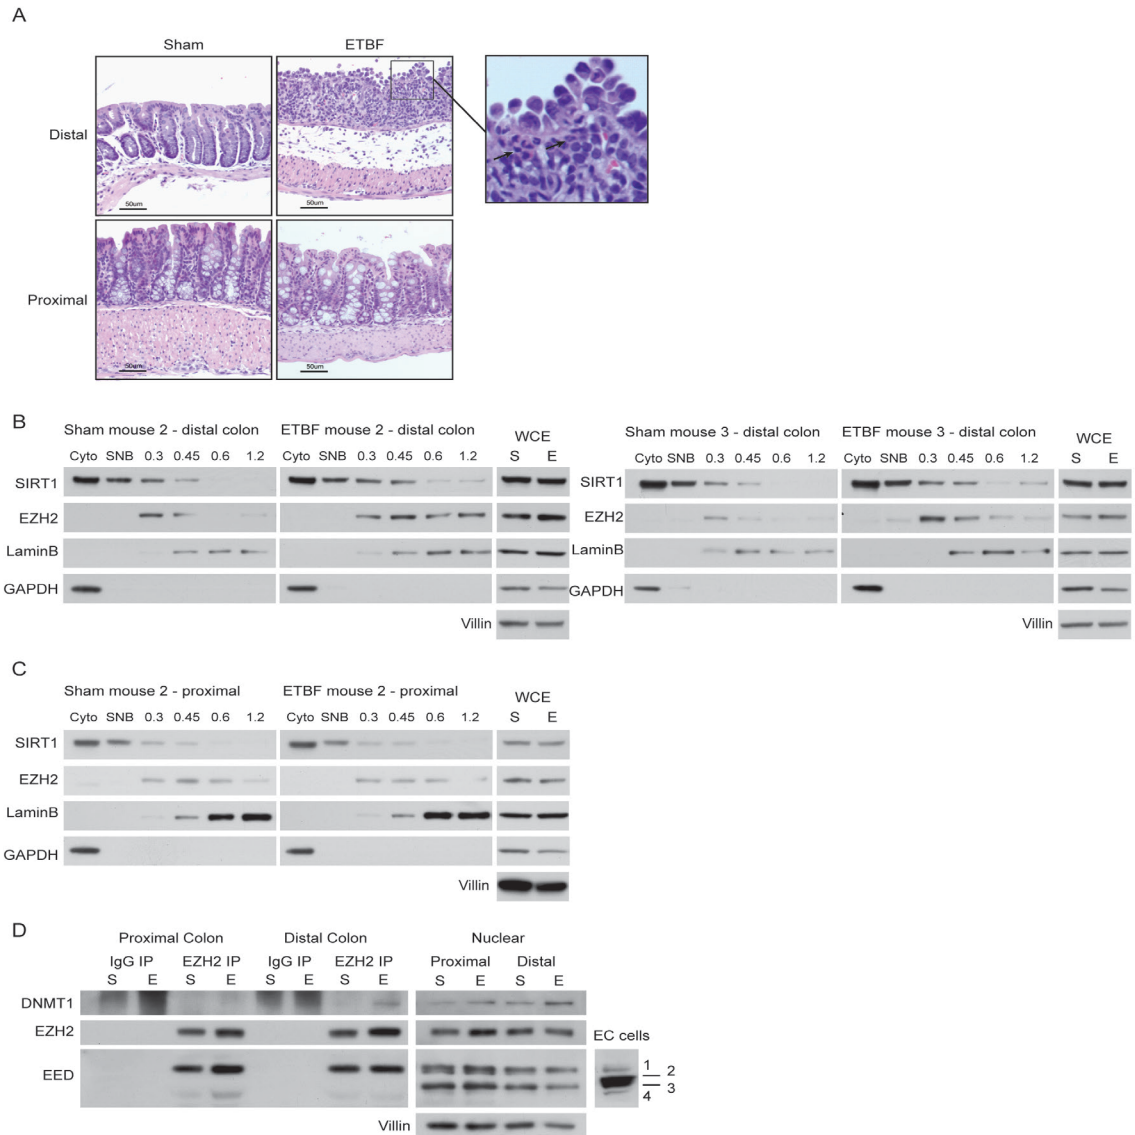 A
Sham ETBF
Distal
50um 50um
Proximal
50um 50um
B
Sham mouse 2 - distal colon ETBF mouse 2 - distal colon WCE Sham mouse 3 - distal colon ETBF mouse 3 - distal colon WCE
Cyto SNB 0.3 0.45 0.6 1.2 Cyto SNB 0.3 0.45 0.6 1.2 S E Cyto SNB 0.3 0.45 0.6 1.2 Cyto SNB 0.3 0.45 0.6 1.2 S E
SIRT1 SIRT1
EZH2 EZH2
LaminB LaminB
GAPDH GAPDH
Villin Villin
C
Sham mouse 2 - proximal ETBF mouse 2 - proximal WCE
Cyto SNB 0.3 0.45 0.6 1.2 Cyto SNB 0.3 0.45 0.6 1.2 S E
SIRT1
EZH2
LaminB
GAPDH
Villin
D
Proximal Colon Distal Colon Nuclear
IgG IP EZH2 IP IgG IP EZH2 IP Proximal Distal
S E S E S E S E S E S E
DNMT1
EZH2 EC cells
EED 1 2 3 4
Villin